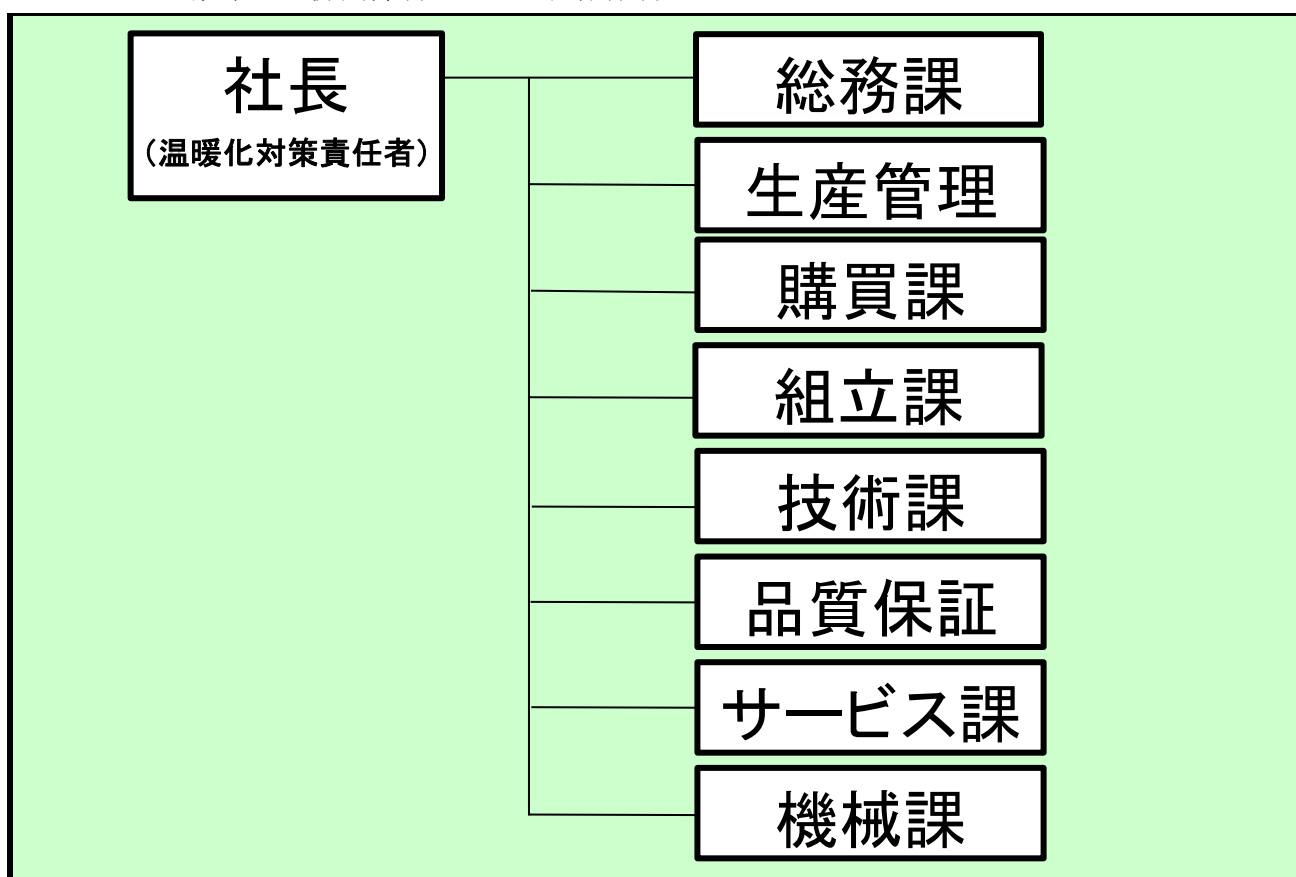 社長
（温暖化対策責任者）
総務課
生産管理
購買課
組立課
技術課
品質保証
サービス課
機械課